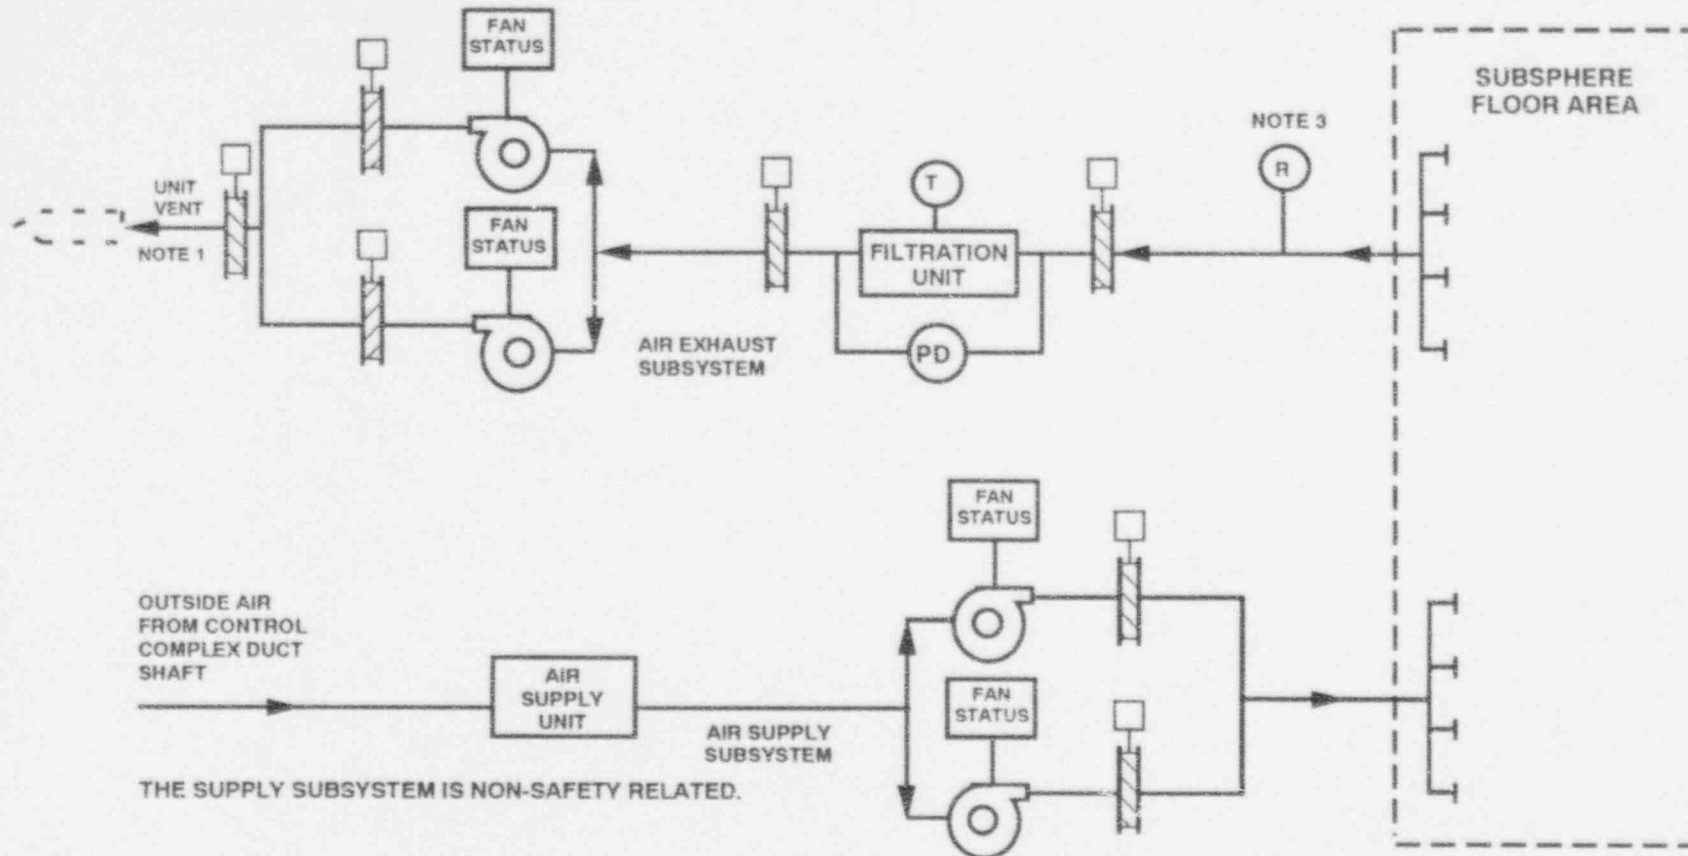 FAN
STATUS
SUBSPHERE
FLOOR AREA
NOTE 3
R
T
UNIT
VENT
NOTE 1
FAN
STATUS
FILTRATION
UNIT
PD
AIR EXHAUST
SUBSYSTEM
FAN
STATUS
OUTSIDE AIR
FROM CONTROL
COMPLEX DUCT
SHAFT
AIR
SUPPLY
UNIT
FAN
STATUS
AIR SUPPLY
SUBSYSTEM
THE SUPPLY SUBSYSTEM IS NON-SAFETY RELATED.